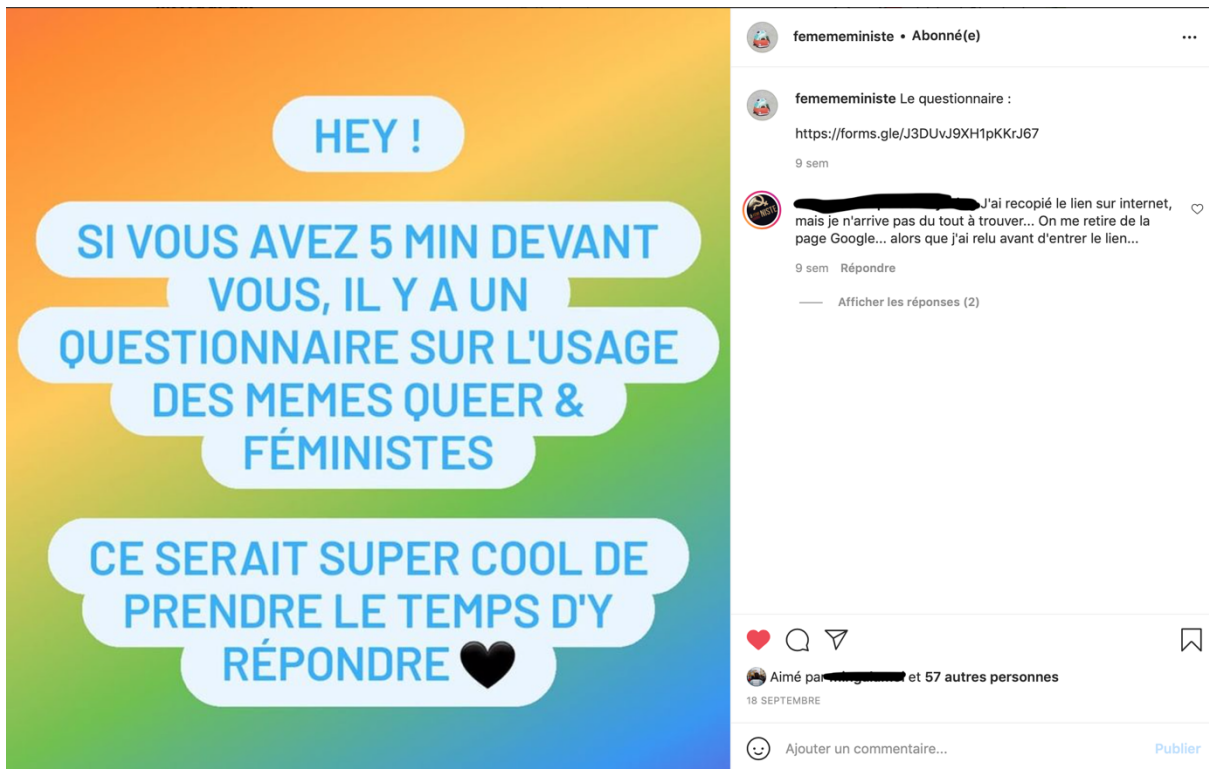 HEY !
SI VOUS AVEZ 5 MIN DEVANT
VOUS, IL Y A UN
QUESTIONNAIRE SUR L'USAGE
DES MEMES QUEER &
FÉMINISTES
CE SERAIT SUPER COOL DE
PRENDRE LE TEMPS D'Y
RÉPONDRE 🖤
fememeministe • Abonné(e)
fememeministe Le questionnaire :
https://forms.gle/J3DUvJ9XH1pKKrJ67
9 sem
J'ai recopié le lien sur internet,
mais je n'arrive pas du tout à trouver... On me retire de la
page Google... alors que j'ai relu avant d'entrer le lien...
9 sem Répondre
Afficher les réponses (2)
Aimé par et 57 autres personnes
18 SEPTEMBRE
Ajouter un commentaire...
Publier